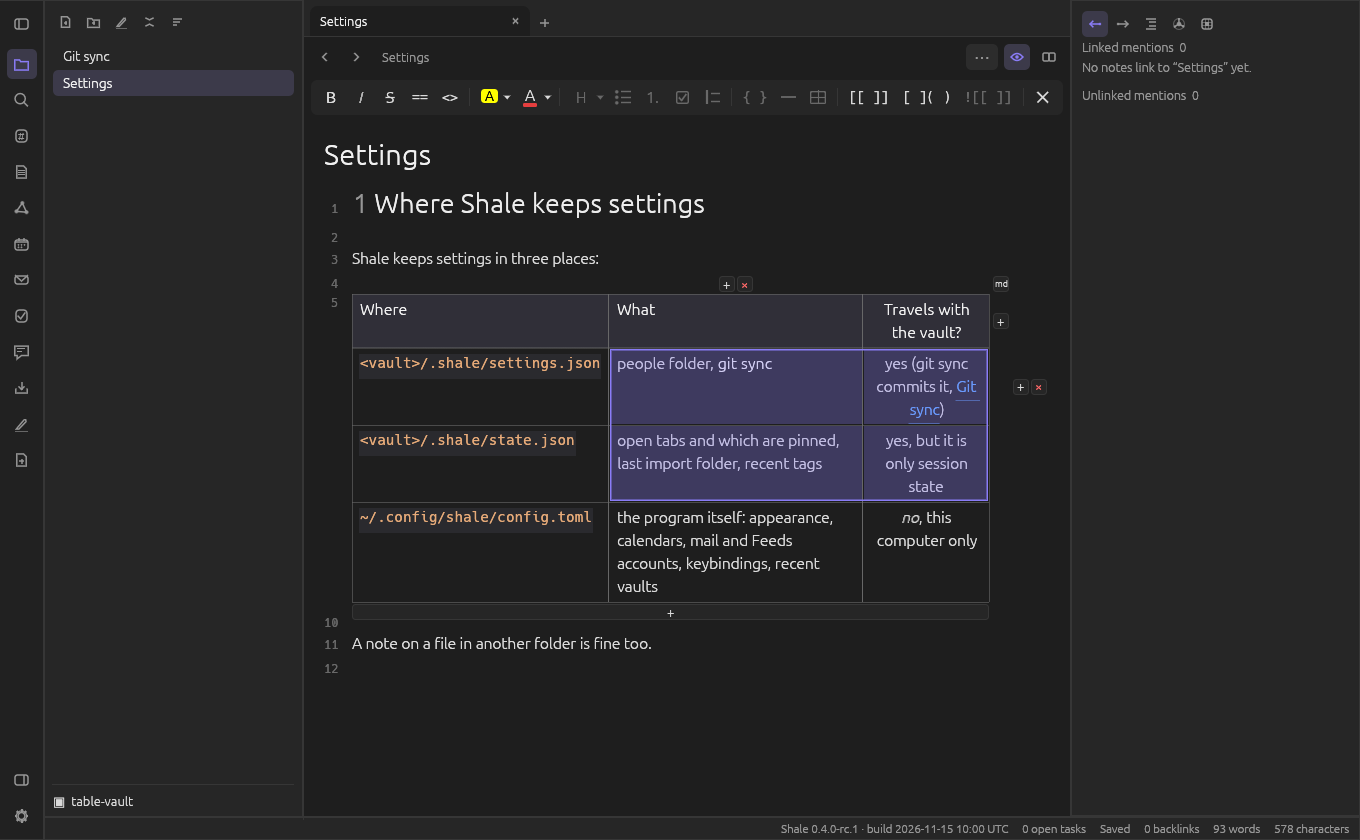 Settings
×
+
Git sync
Settings
Settings
...
B I S == <> A A H 1. { } — [[ ]] [ ]( ) ![[ ]] ×
Settings
1 1 Where Shale keeps settings
2
3 Shale keeps settings in three places:
4 + × md
5
Where What Travels with
the vault?
+
<vault>/.shale/settings.json people folder, git sync yes (git sync
commits it, Git
sync)
+ ×
<vault>/.shale/state.json open tabs and which are pinned, yes, but it is
last import folder, recent tags only session
state
~/.config/shale/config.toml the program itself: appearance, no, this
calendars, mail and Feeds computer only
accounts, keybindings, recent
vaults
+
10
11 A note on a file in another folder is fine too.
12
Linked mentions 0
No notes link to “Settings” yet.
Unlinked mentions 0
table-vault
Shale 0.4.0-rc.1 · build 2026-11-15 10:00 UTC 0 open tasks Saved 0 backlinks 93 words 578 characters